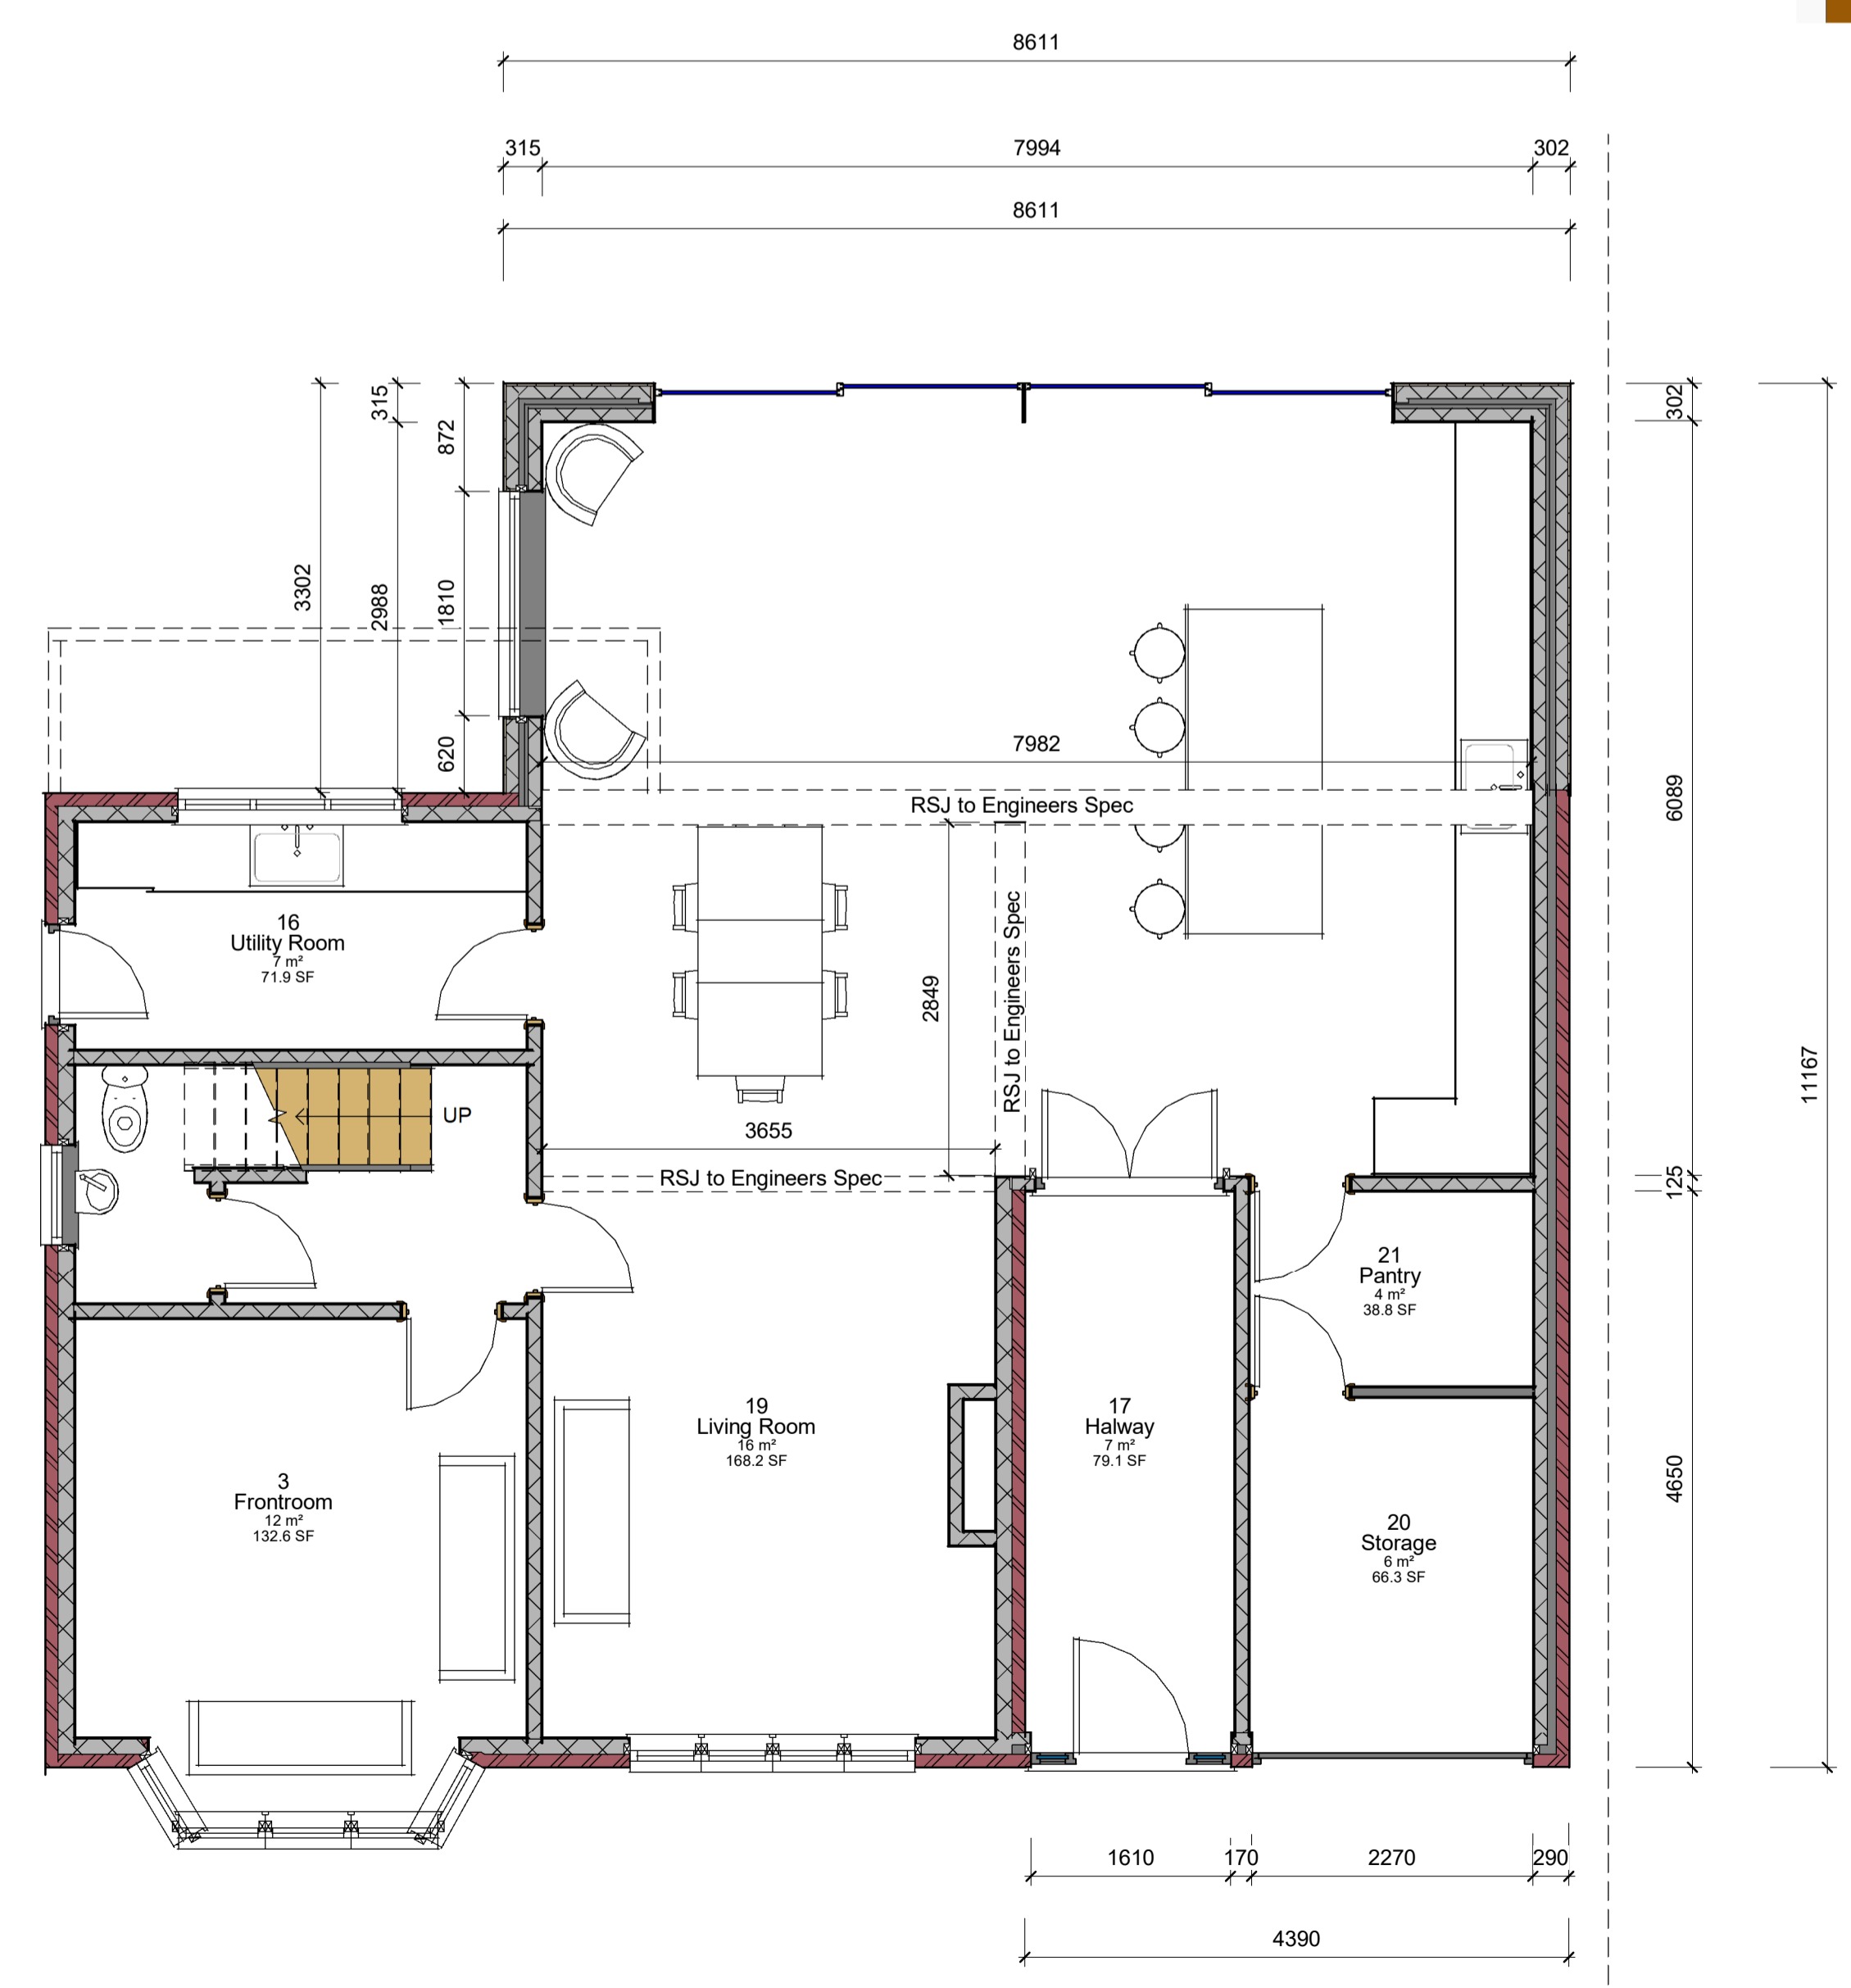 8611
315
7994
302
8611
315
872
302
3302
2988
1810
620
7982
6089
RSJ to Engineers Spec
16
Utility Room
7 m²
71.9 SF
2849
RSJ to Engineers Spec
11167
UP
3655
RSJ to Engineers Spec
125
21
Pantry
4 m²
38.8 SF
19
Living Room
16 m²
168.2 SF
17
Halway
7 m²
79.1 SF
3
Frontroom
12 m²
132.6 SF
20
Storage
6 m²
66.3 SF
4650
1610
170
2270
290
4390